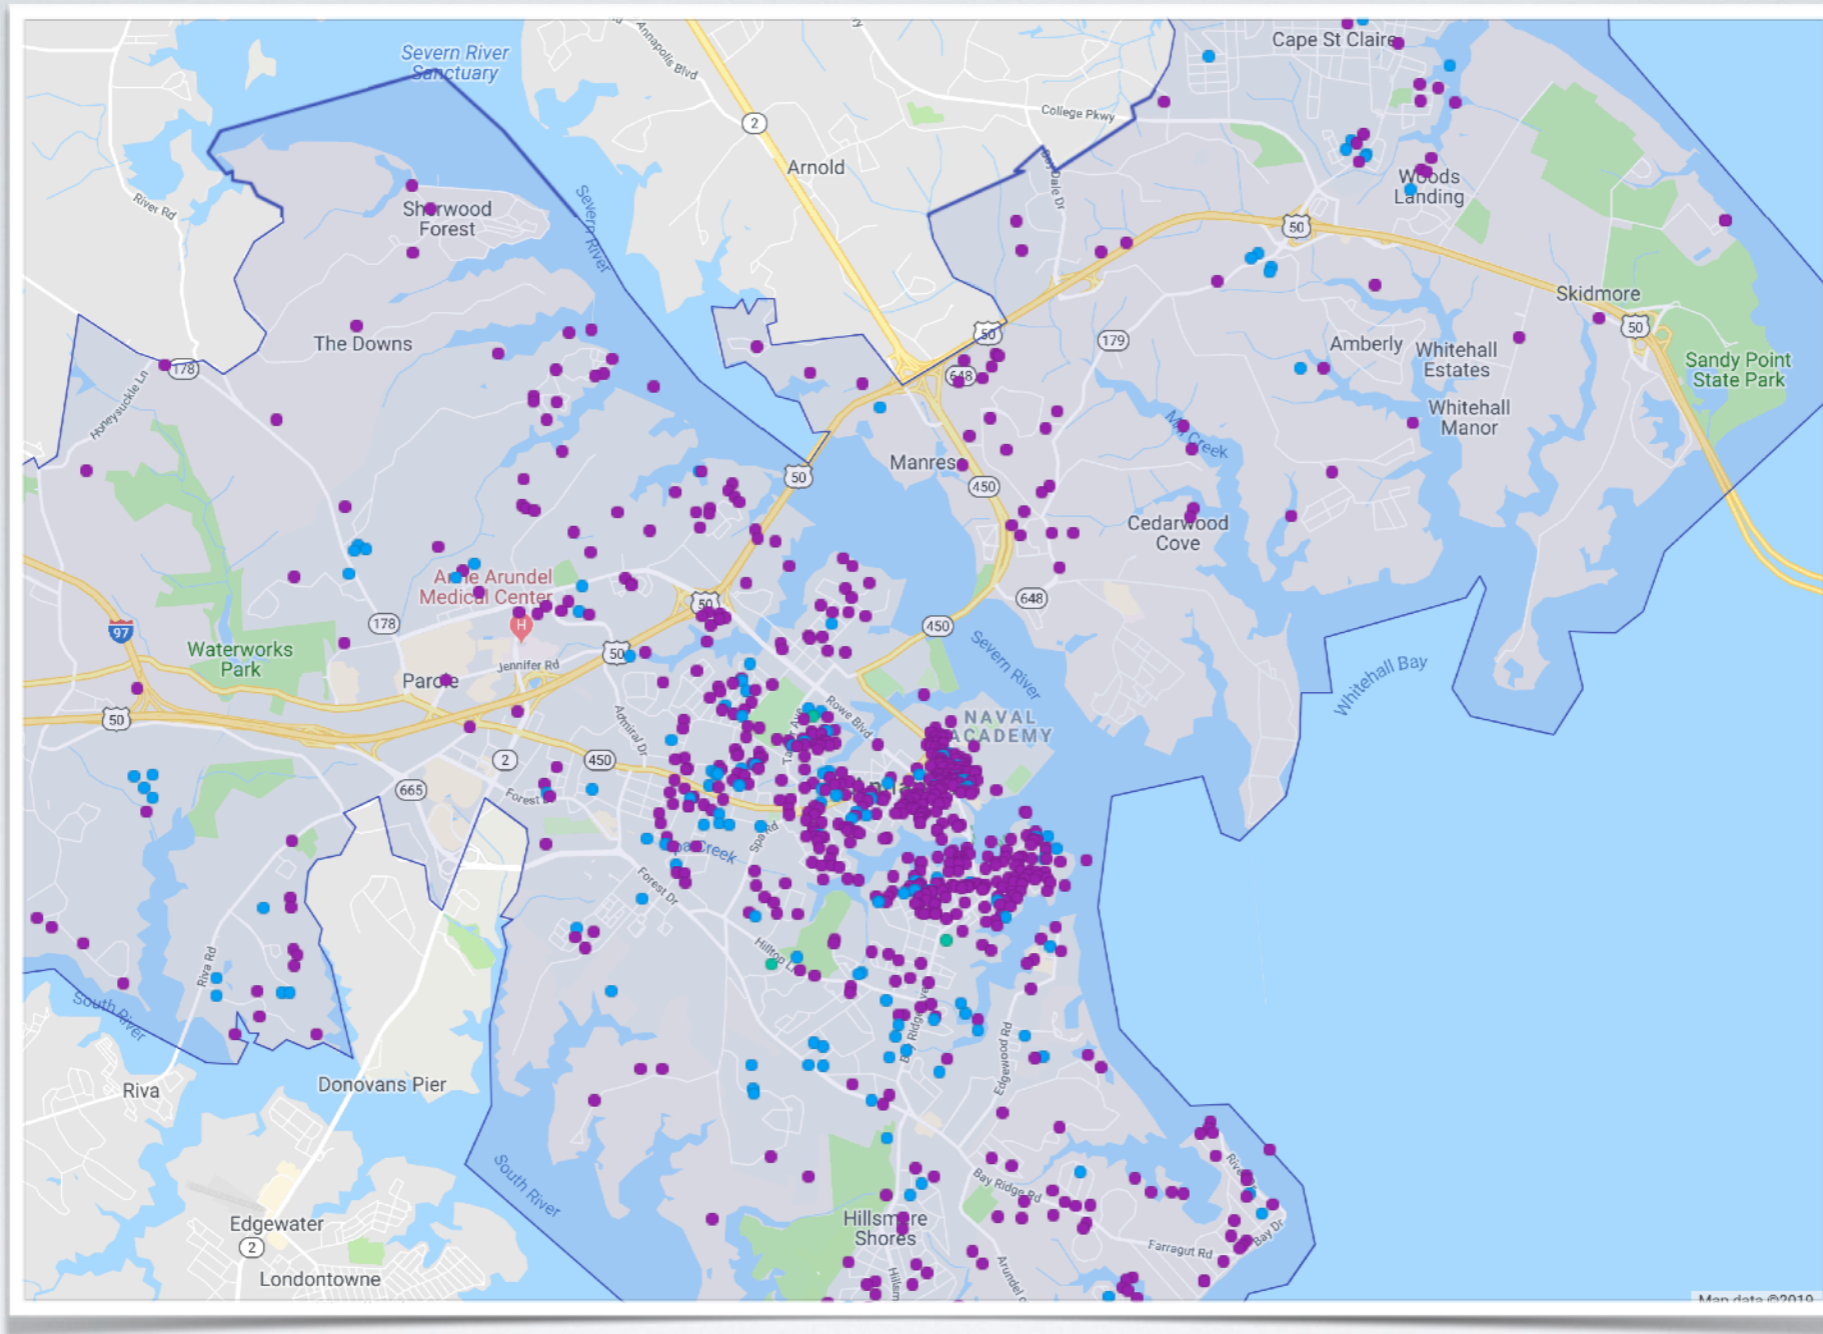 Cape St Claire
Severn River
Sanctuary
Annapolis Blvd
College Pkwy
2
Arnold
Bay Dale Dr
Woods
Landing
River Rd
Sherwood
Forest
Severn River
50
Skidmore
The Downs
50
50
179
Amberly
Whitehall
Estates
Sandy Point
State Park
178
648
Honeysuckle Ln
Whitehall
Manor
Mill Creek
Manres
50
450
Cedarwood
Cove
Anne Arundel
Medical Center
50
648
H
97
178
450
Waterworks
Park
50
Jennifer Rd
Severn River
Whitehall Bay
Parole
50
Admiral Dr
Rowe Blvd
NAVAL
ACADEMY
2
450
665
Forest
Spa Rd
Creek
Forest Dr
Hilltop L
Riva Rd
South River
Edgewood Rd
Riva
Donovans Pier
South River
Bay Ridge Rd
Edgewater
Hillsmere
Shores
2
Farragut Rd
Bay Dr
Londontowne
Arundel
Map data ©2019